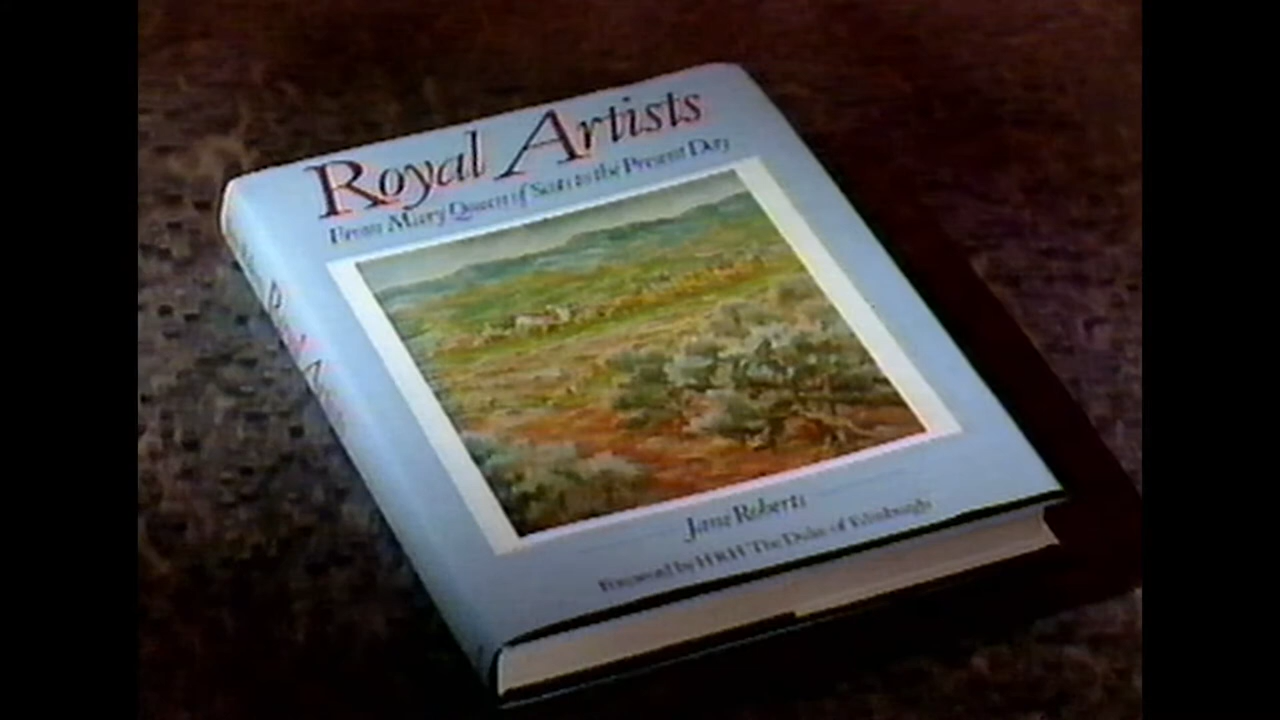 Royal Artists
From Mary Queen of Scots to the Present Day
Jane Roberts
Foreword by HRH The Duke of Edinburgh
Royal A